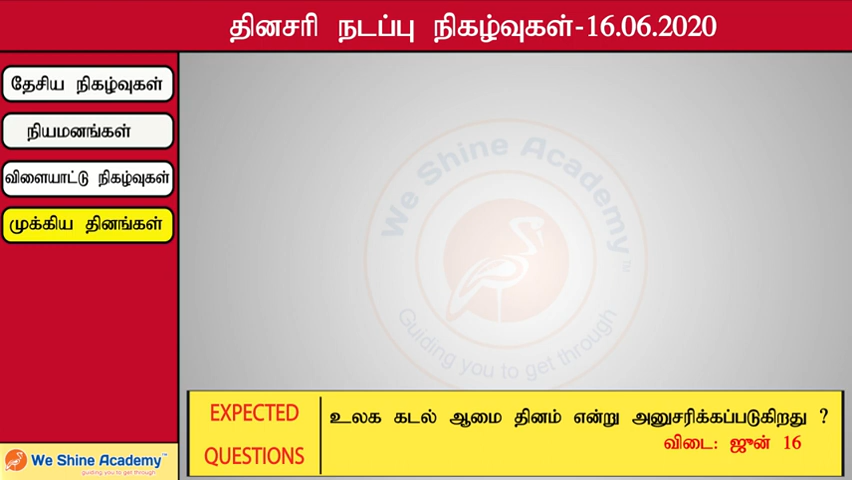 தினசரி நடப்பு நிகழ்வுகள்-16.06.2020
தேசிய நிகழ்வுகள்
நியமனங்கள்
விளையாட்டு நிகழ்வுகள்
முக்கிய தினங்கள்
We Shine Academy™
Guiding you to get through
EXPECTED
QUESTIONS
உலக கடல் ஆமை தினம் என்று அனுசரிக்கப்படுகிறது ?
விடை: ஜுன் 16
We Shine Academy™
guiding you to get through